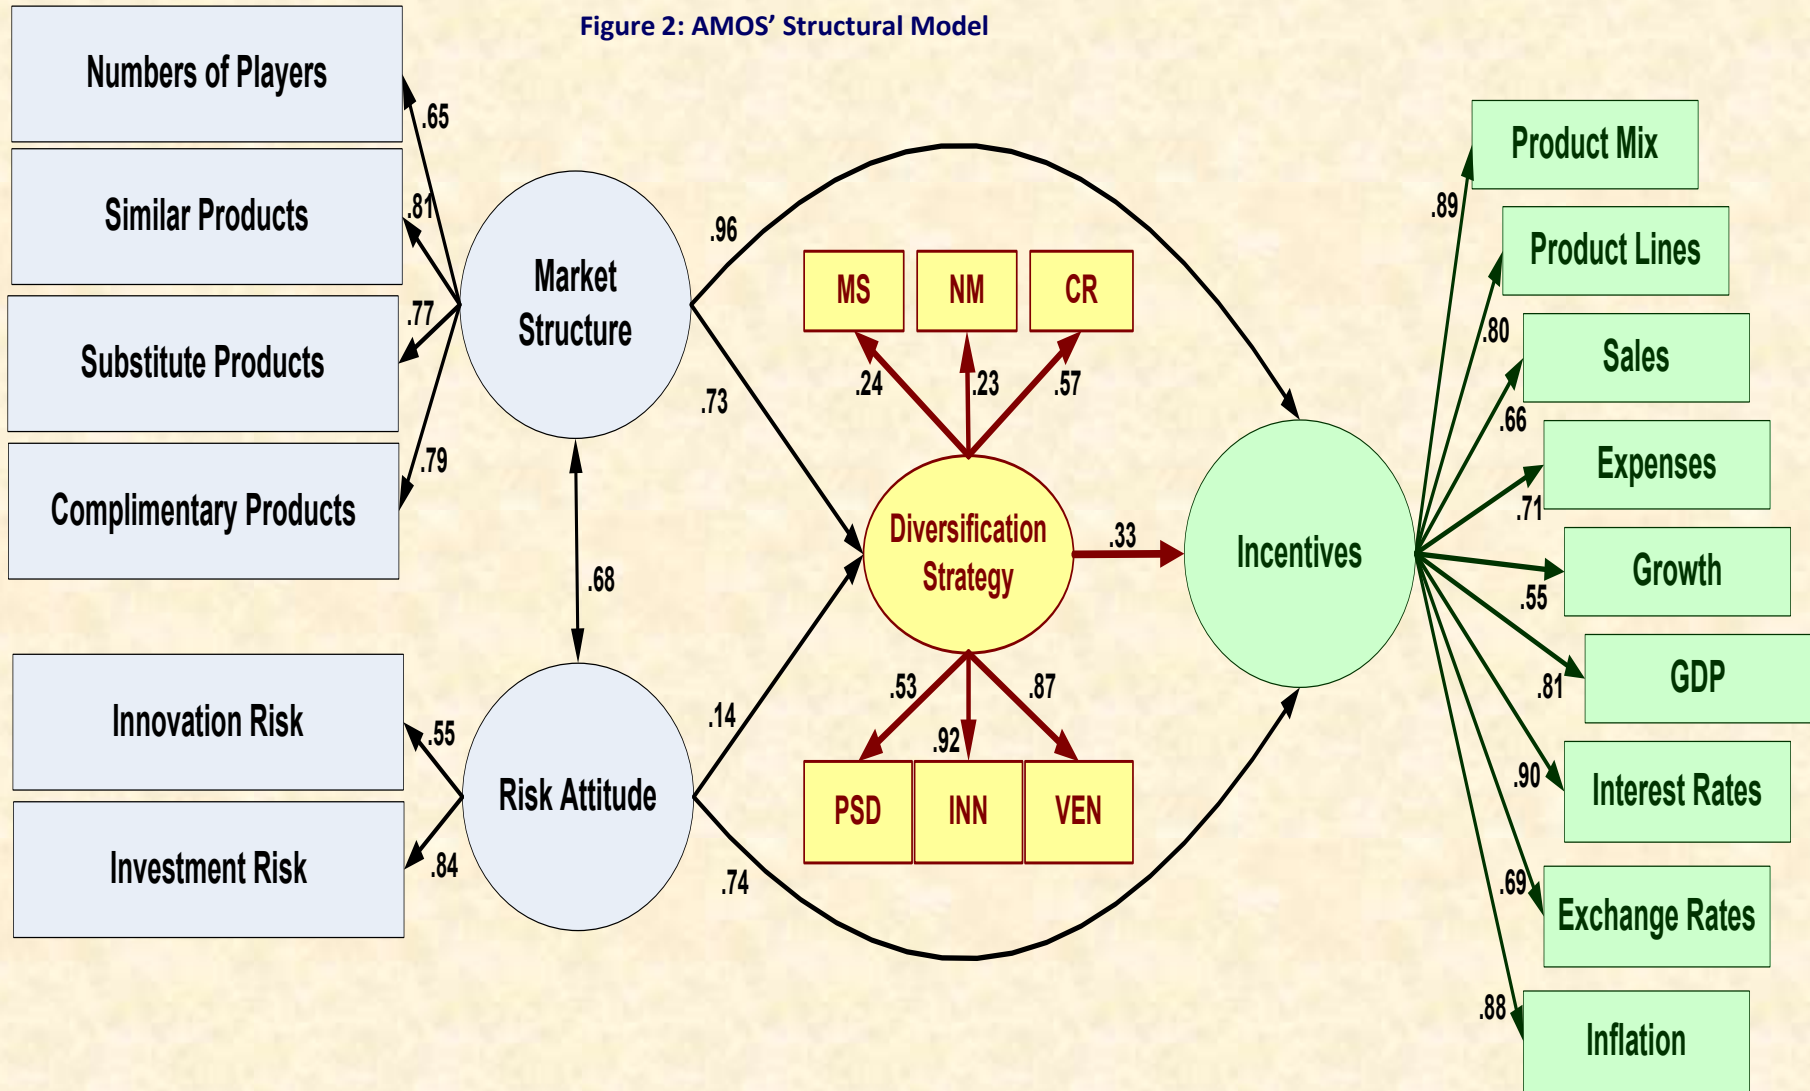 Figure 2: AMOS’ Structural Model
Numbers of Players
Similar Products
Substitute Products
Complimentary Products
.65
.81
.77
.79
Market
Structure
.68
Innovation Risk
Investment Risk
.55
.84
Risk Attitude
.96
.73
.14
.74
MS
NM
CR
.24
.23
.57
Diversification
Strategy
.33
.53
.92
.87
PSD
INN
VEN
Incentives
.89
.80
.66
.71
.55
.81
.90
.69
.88
Product Mix
Product Lines
Sales
Expenses
Growth
GDP
Interest Rates
Exchange Rates
Inflation